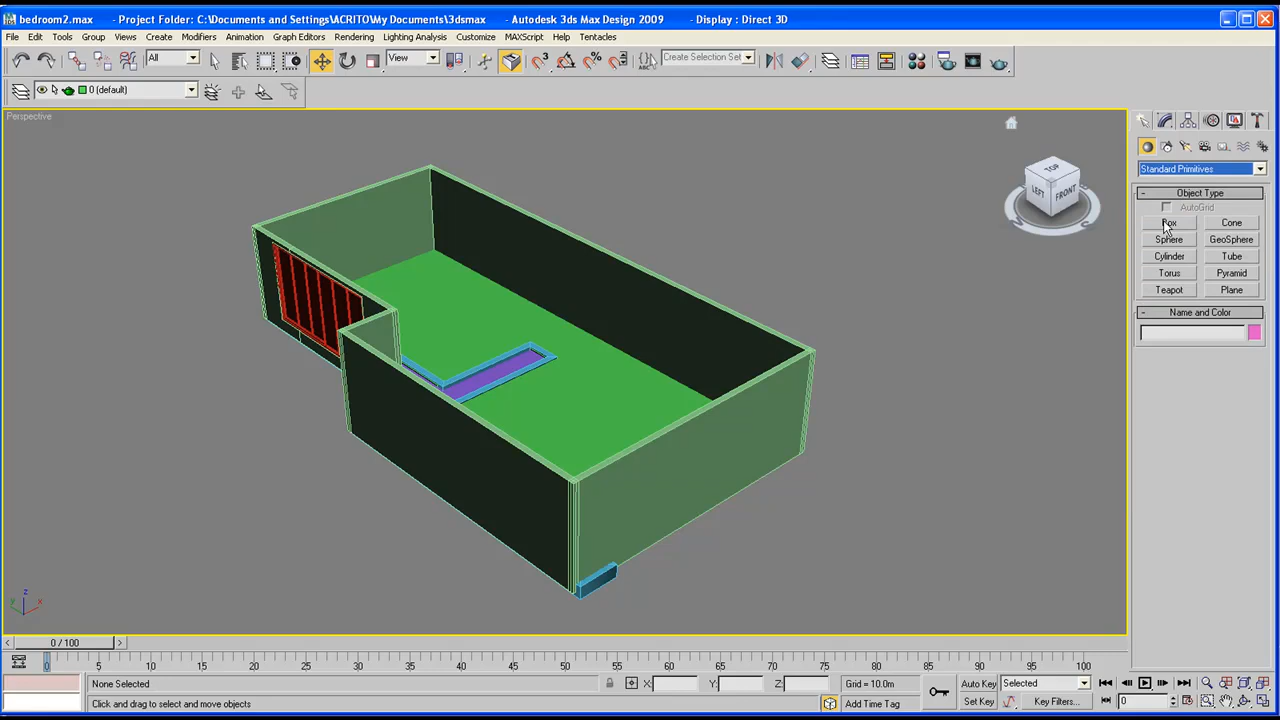 bedroom2.max - Project Folder: C:\Documents and Settings\ACRITO\My Documents\3dsmax - Autodesk 3ds Max Design 2009 - Display : Direct 3D
File Edit Tools Group Views Create Modifiers Animation Graph Editors Rendering Lighting Analysis Customize MAXScript Help Tentacles
All View Create Selection Set
0 (default)
Perspective
TOP
LEFT FRONT
Standard Primitives
- Object Type
AutoGrid
Box Cone
Sphere GeoSphere
Cylinder Tube
Torus Pyramid
Teapot Plane
- Name and Color
z
y x
< 0 / 100 >
0 5 10 15 20 25 30 35 40 45 50 55 60 65 70 75 80 85 90 95 100
None Selected X: Y: Z: Grid = 10.0m Auto Key Selected
Click and drag to select and move objects Add Time Tag Set Key Key Filters... 0